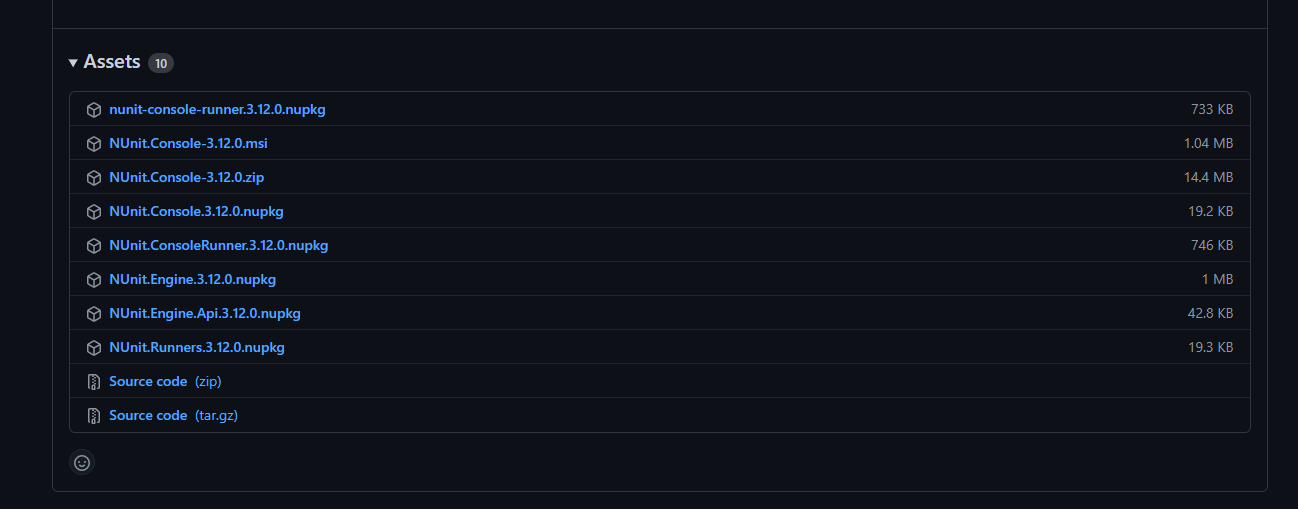 Assets 10
nunit-console-runner.3.12.0.nupkg 733 KB
NUnit.Console-3.12.0.msi 1.04 MB
NUnit.Console-3.12.0.zip 14.4 MB
NUnit.Console.3.12.0.nupkg 19.2 KB
NUnit.ConsoleRunner.3.12.0.nupkg 746 KB
NUnit.Engine.3.12.0.nupkg 1 MB
NUnit.Engine.Api.3.12.0.nupkg 42.8 KB
NUnit.Runners.3.12.0.nupkg 19.3 KB
Source code (zip)
Source code (tar.gz)